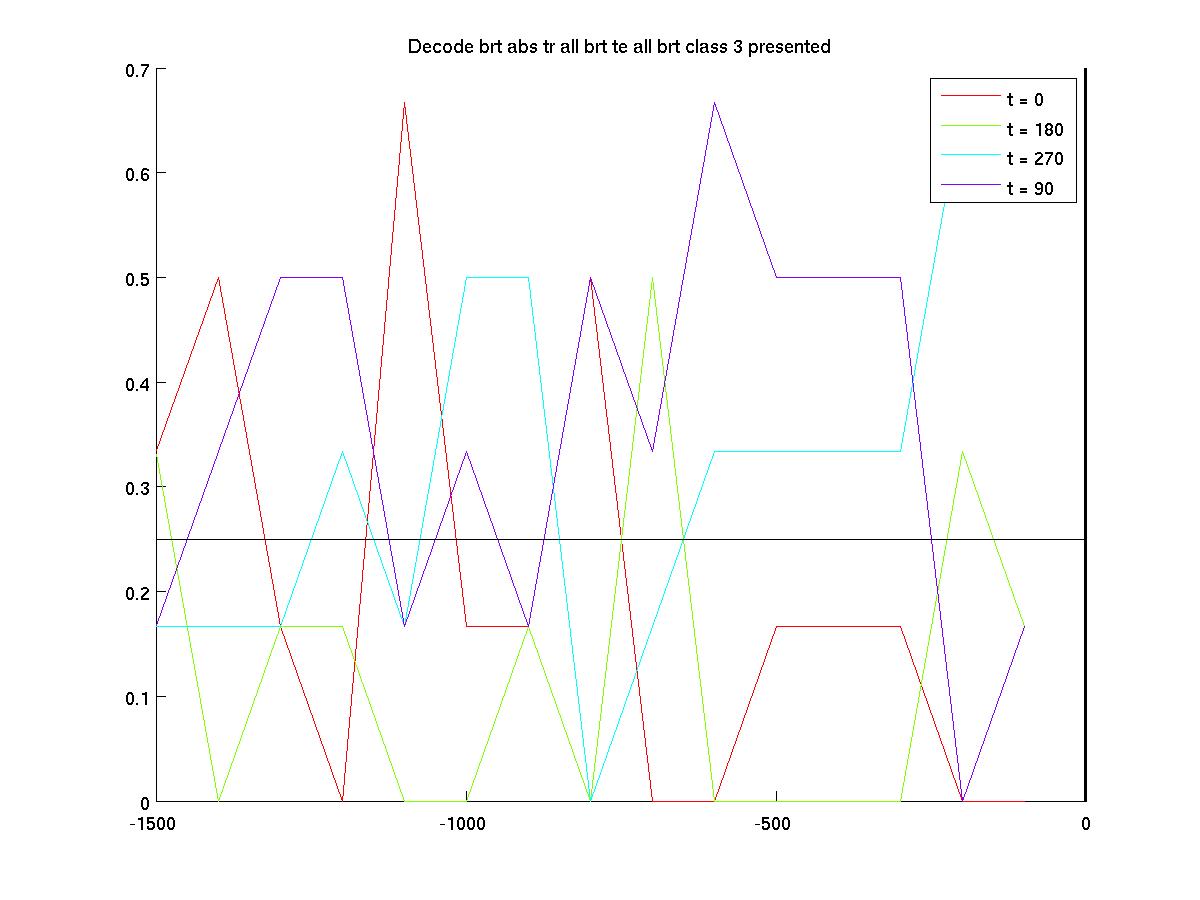 Decode brt abs tr all brt te all brt class 3 presented
0.7
0.6
0.5
0.4
0.3
0.2
0.1
0
-1500
-1000
-500
0
t = 0
t = 180
t = 270
t = 90